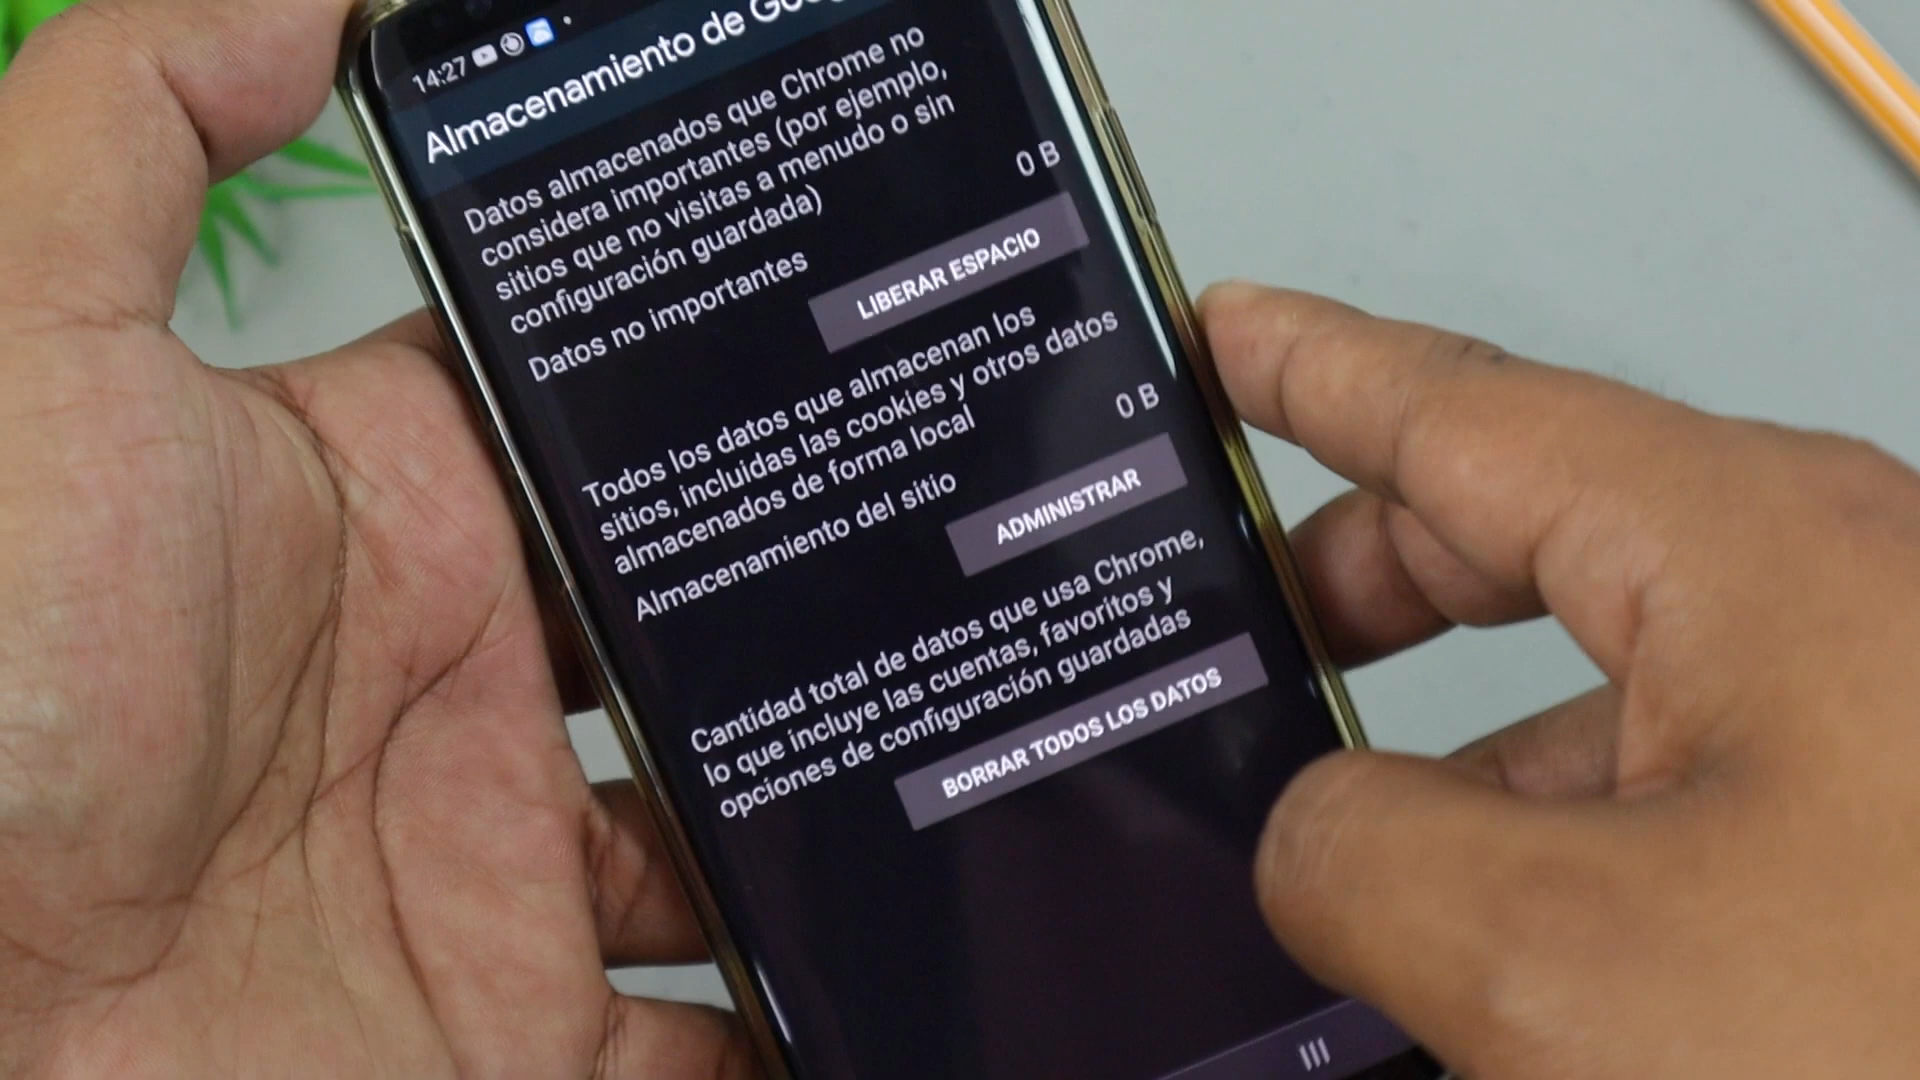 14:27
Almacenamiento de
Datos almacenados que Chrome no
considera importantes (por ejemplo,
sitios que no visitas a menudo o sin
configuración guardada)
Datos no importantes
0 B
LIBERAR ESPACIO
Todos los datos que almacenan los
sitios, incluidas las cookies y otros datos
almacenados de forma local
Almacenamiento del sitio
0 B
ADMINISTRAR
Cantidad total de datos que usa Chrome,
lo que incluye las cuentas, favoritos y
opciones de configuración guardadas
BORRAR TODOS LOS DATOS